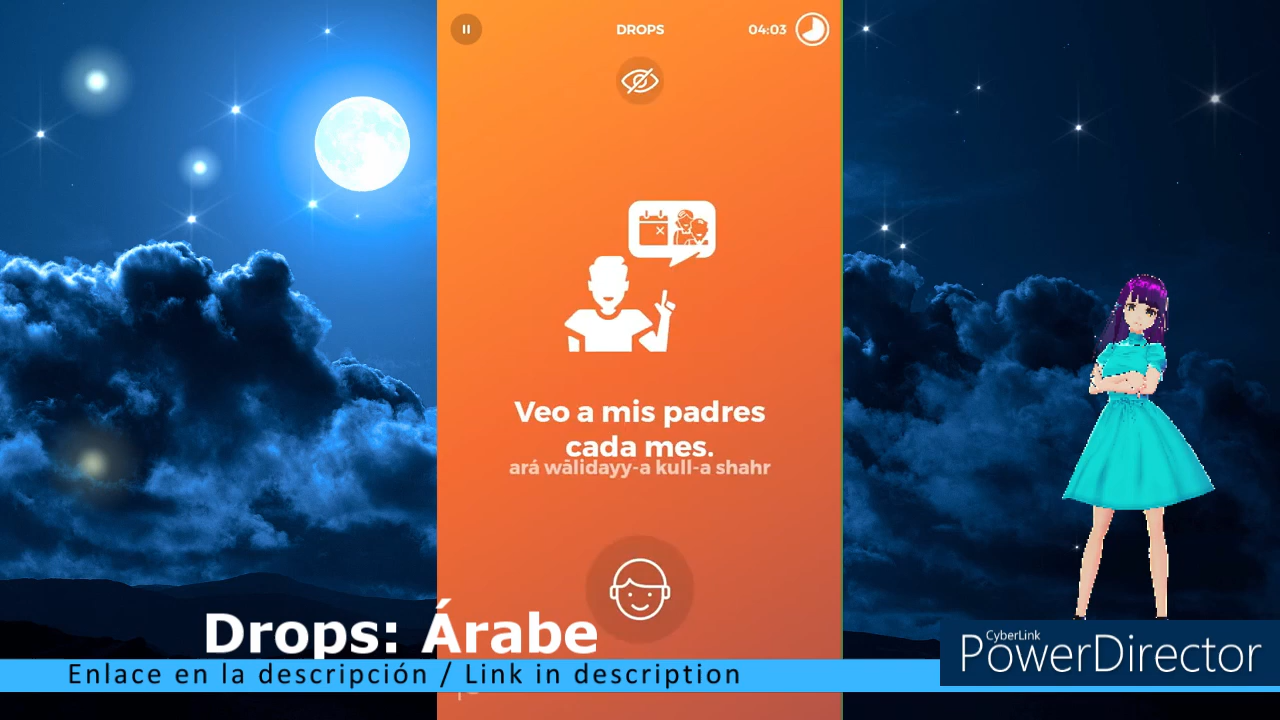 DROPS
04:03
Veo a mis padres
cada mes.
ará wālidayy-a kull-a shahr
Drops: Árabe
Enlace en la descripción / Link in description
CyberLink
PowerDirector